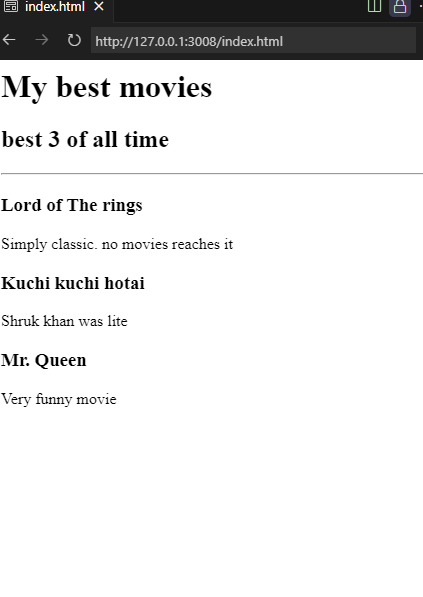 index.html
http://127.0.0.1:3008/index.html
My best movies
best 3 of all time
Lord of The rings
Simply classic. no movies reaches it
Kuchi kuchi hotai
Shruk khan was lite
Mr. Queen
Very funny movie